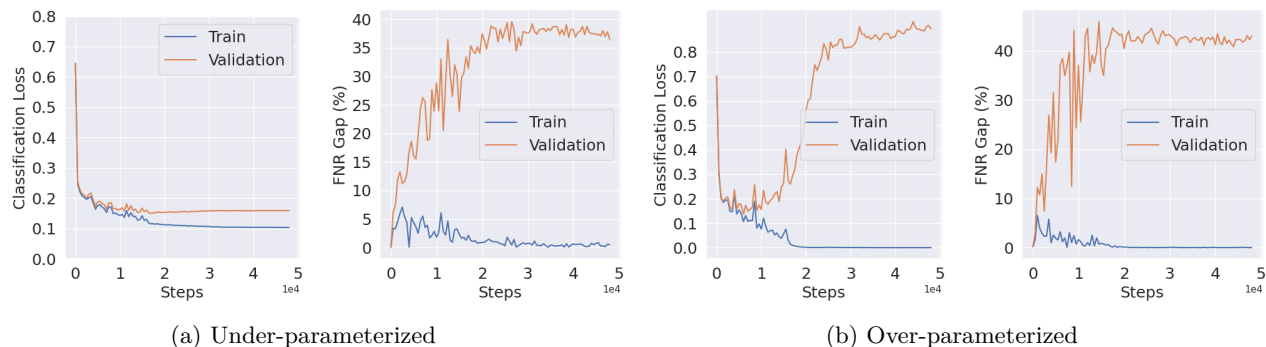 0.8
0.7
0.6
0.5
0.4
0.3
0.2
0.1
0.0
Classification Loss
Train
Validation
0 1 2 3 4 5
1e4
Steps
40
35
30
25
20
15
10
5
0
FNR Gap (%)
Train
Validation
0 1 2 3 4 5
1e4
Steps
(a) Under-parameterized
0.8
0.7
0.6
0.5
0.4
0.3
0.2
0.1
0.0
Classification Loss
Train
Validation
0 1 2 3 4 5
1e4
Steps
40
30
20
10
0
FNR Gap (%)
Train
Validation
0 1 2 3 4 5
1e4
Steps
(b) Over-parameterized